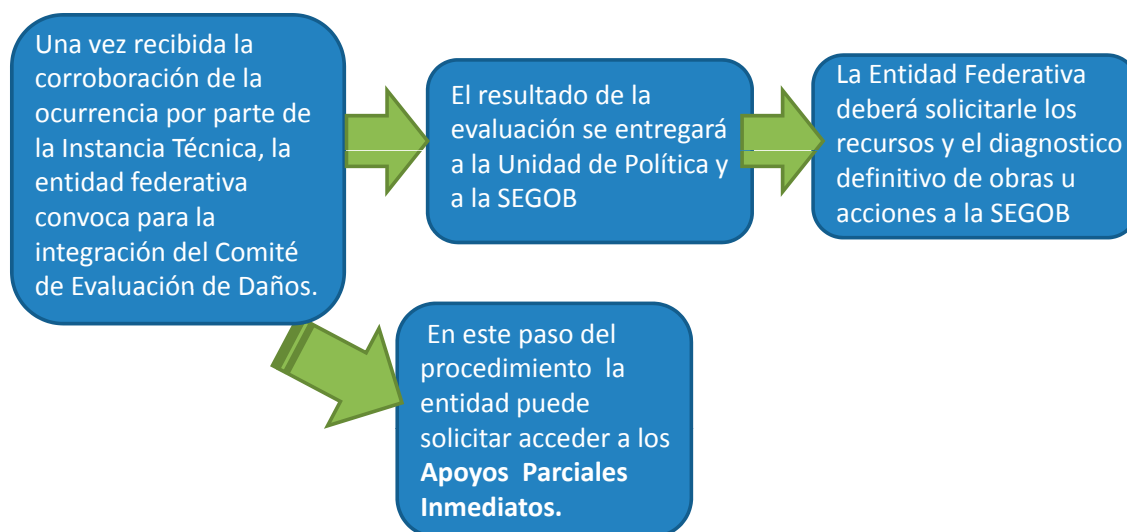 Una vez recibida la
corroboración de la
ocurrencia por parte de
la Instancia Técnica, la
entidad federativa
convoca para la
integración del Comité
de Evaluación de Daños.
El resultado de la
evaluación se entregará
a la Unidad de Política y
a la SEGOB
La Entidad Federativa
deberá solicitarle los
recursos y el diagnostico
definitivo de obras u
acciones a la SEGOB
En este paso del
procedimiento la
entidad puede
solicitar acceder a los
Apoyos Parciales
Inmediatos.